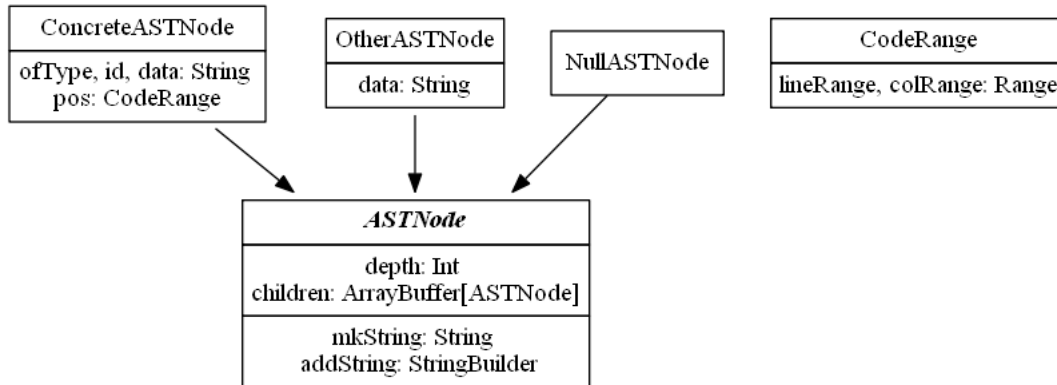 ConcreteASTNode
ofType, id, data: String
pos: CodeRange
OtherASTNode
data: String
NullASTNode
CodeRange
lineRange, colRange: Range
ASTNode
depth: Int
children: ArrayBuffer[ASTNode]
mkString: String
addString: StringBuilder